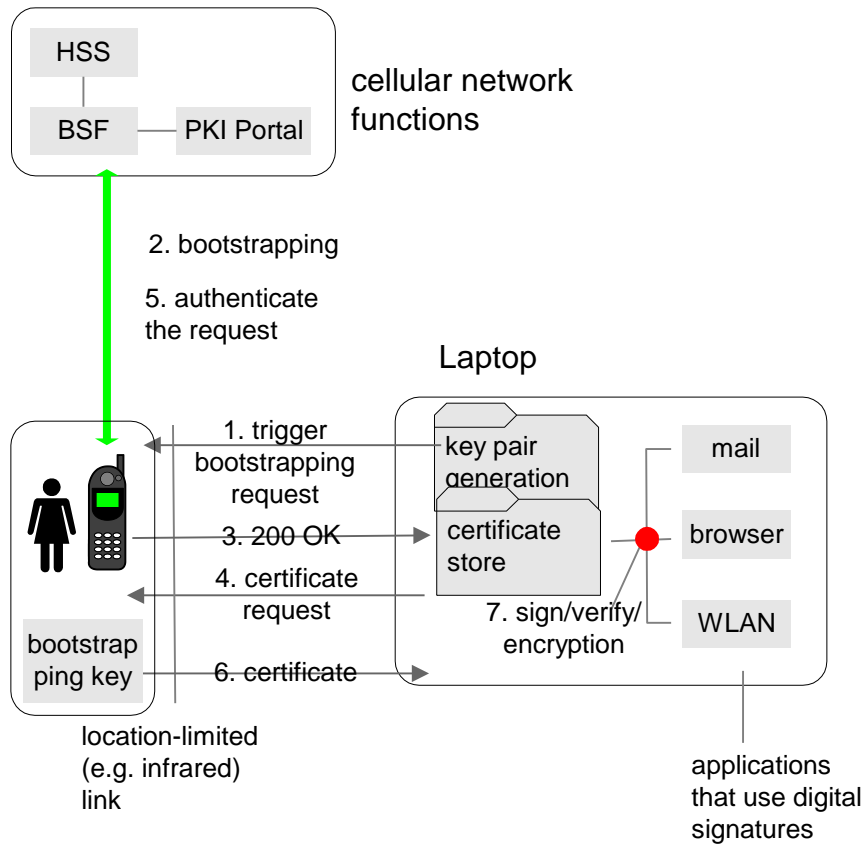 HSS
BSF
PKI Portal
cellular network
functions
2. bootstrapping
5. authenticate
the request
Laptop
1. trigger
bootstrapping
request
key pair
generation
mail
3. 200 OK
certificate
store
browser
4. certificate
request
7. sign/verify/
encryption
WLAN
bootstrap
ping key
6. certificate
location-limited
(e.g. infrared)
link
applications
that use digital
signatures